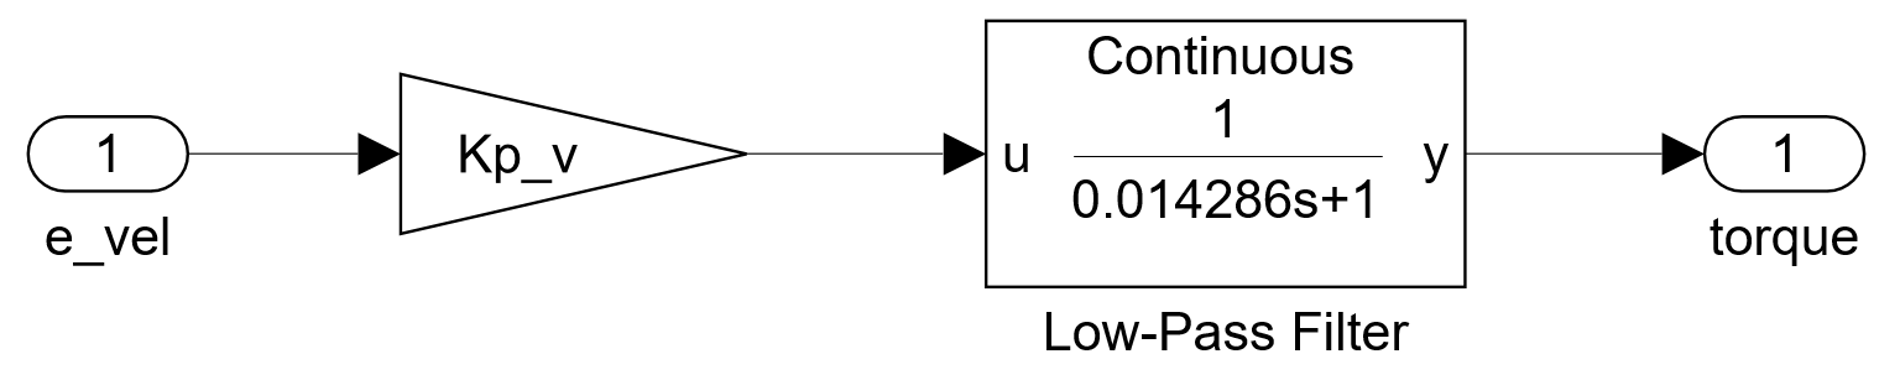 1
e_vel
Kp_v
Continuous
1
0.014286s+1
u
y
Low-Pass Filter
1
torque